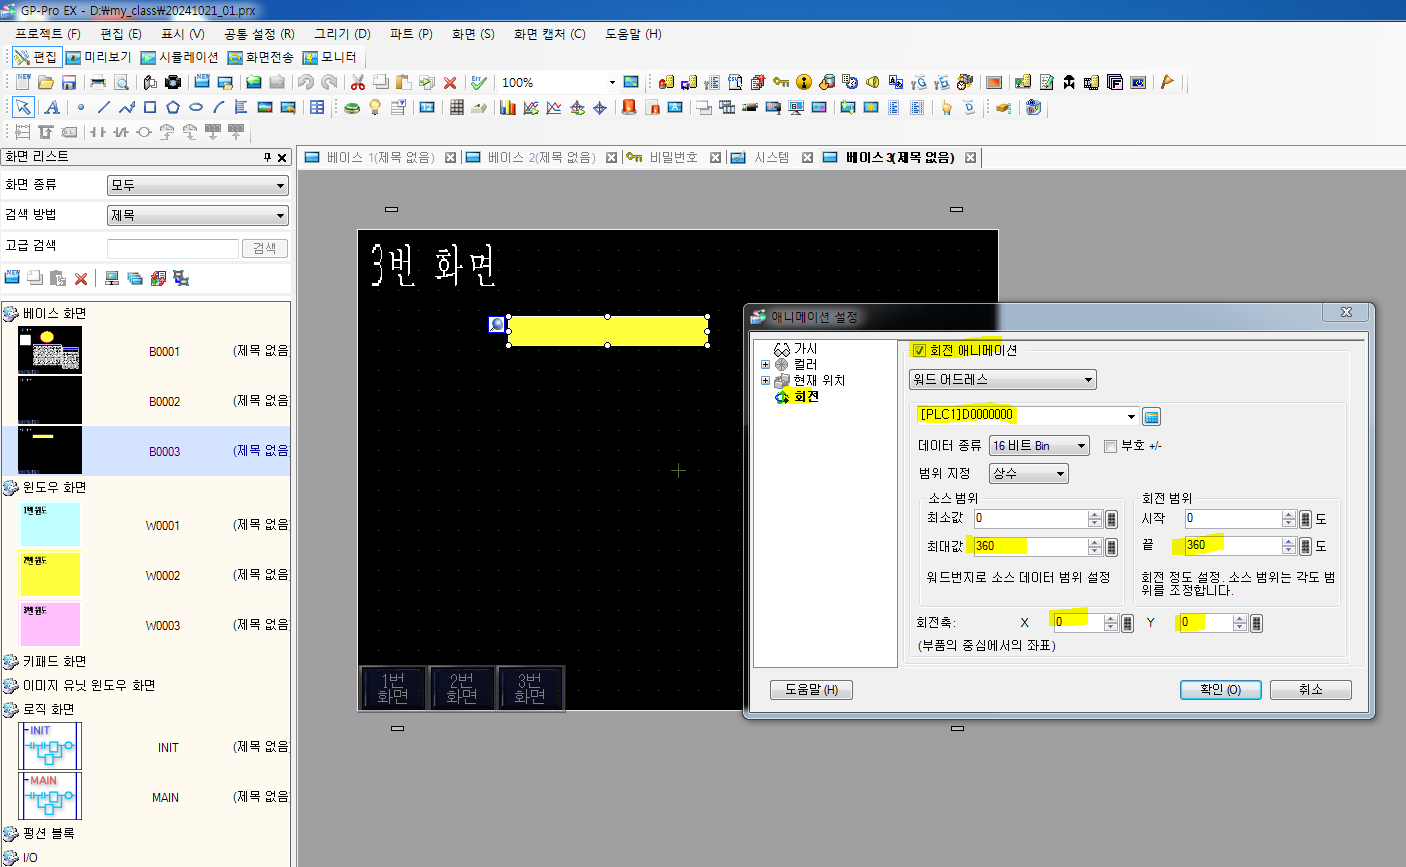 GP-Pro EX - D:\my_class\20241021_01.prx
프로젝트 (F) 편집 (E) 표시 (V) 공통 설정 (R) 그리기 (D) 파트 (P) 화면 (S) 화면 캡처 (C) 도움말 (H)
편집 미리보기 시뮬레이션 화면전송 모니터
100%
화면 리스트
베이스 1(제목 없음) 베이스 2(제목 없음) 비밀번호 시스템 베이스 3(제목 없음)
화면 종류 모두
검색 방법 제목
고급 검색 검색
베이스 화면
B0001 (제목 없음
B0002 (제목 없음
B0003 (제목 없음
윈도우 화면
1번 윈도
W0001 (제목 없음
2번 윈도
W0002 (제목 없음
3번 윈도
W0003 (제목 없음
키패드 화면
이미지 유닛 윈도우 화면
로직 화면
INIT
INIT (제목 없음
MAIN
MAIN (제목 없음
펑션 블록
I/O
3번 화면
1번 화면
2번 화면
3번 화면
애니메이션 설정
가시
컬러
현재 위치
회전
회전 애니메이션
워드 어드레스
[PLC1]D0000000
데이터 종류 16 비트 Bin 부호 +/-
범위 지정 상수
소스 범위
최소값 0
최대값 360
워드번지로 소스 데이터 범위 설정
회전 범위
시작 0 도
끝 360 도
회전 정도 설정. 소스 범위는 각도 범
위를 조정합니다.
회전축: X 0 Y 0
(부품의 중심에서의 좌표)
도움말 (H) 확인 (O) 취소